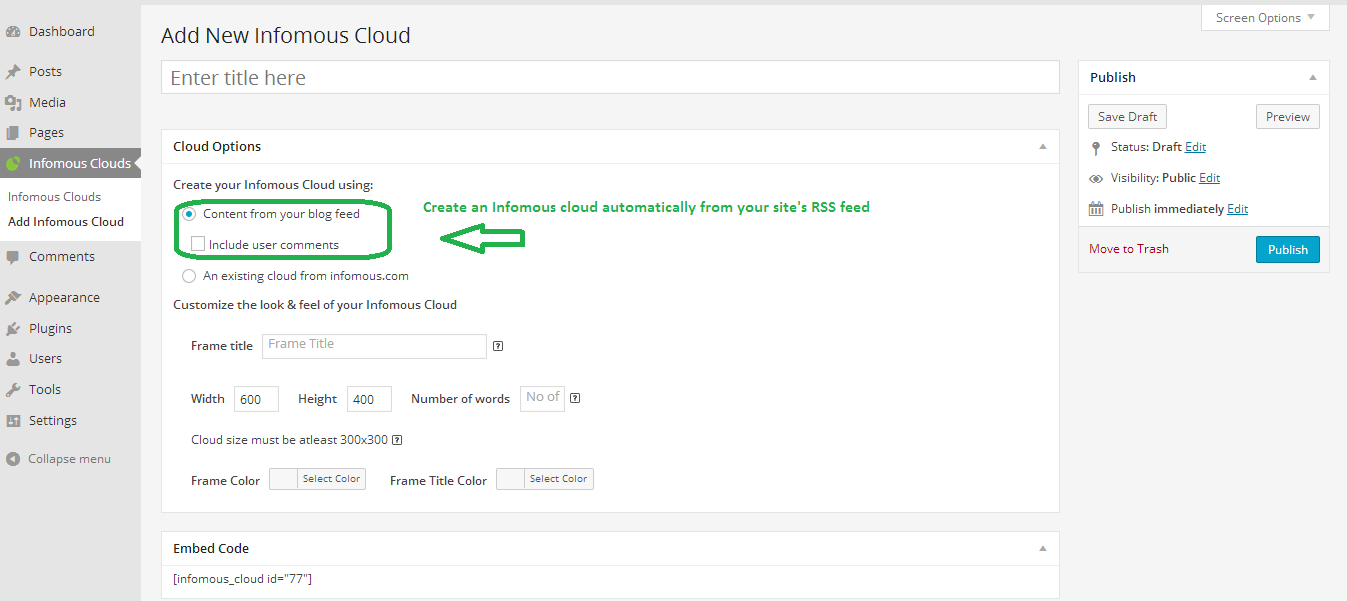 Screen Options
Dashboard
Posts
Media
Pages
Infomous Clouds
Infomous Clouds
Add Infomous Cloud
Comments
Appearance
Plugins
Users
Tools
Settings
Collapse menu
Add New Infomous Cloud
Enter title here
Cloud Options
Create your Infomous Cloud using:
Content from your blog feed
Create an Infomous cloud automatically from your site's RSS feed
Include user comments
An existing cloud from infomous.com
Customize the look & feel of your Infomous Cloud
Frame title Frame Title ?
Width 600 Height 400 Number of words No of ?
Cloud size must be atleast 300x300 ?
Frame Color Select Color Frame Title Color Select Color
Embed Code
[infomous_cloud id="77"]
Publish
Save Draft Preview
Status: Draft Edit
Visibility: Public Edit
Publish immediately Edit
Move to Trash Publish